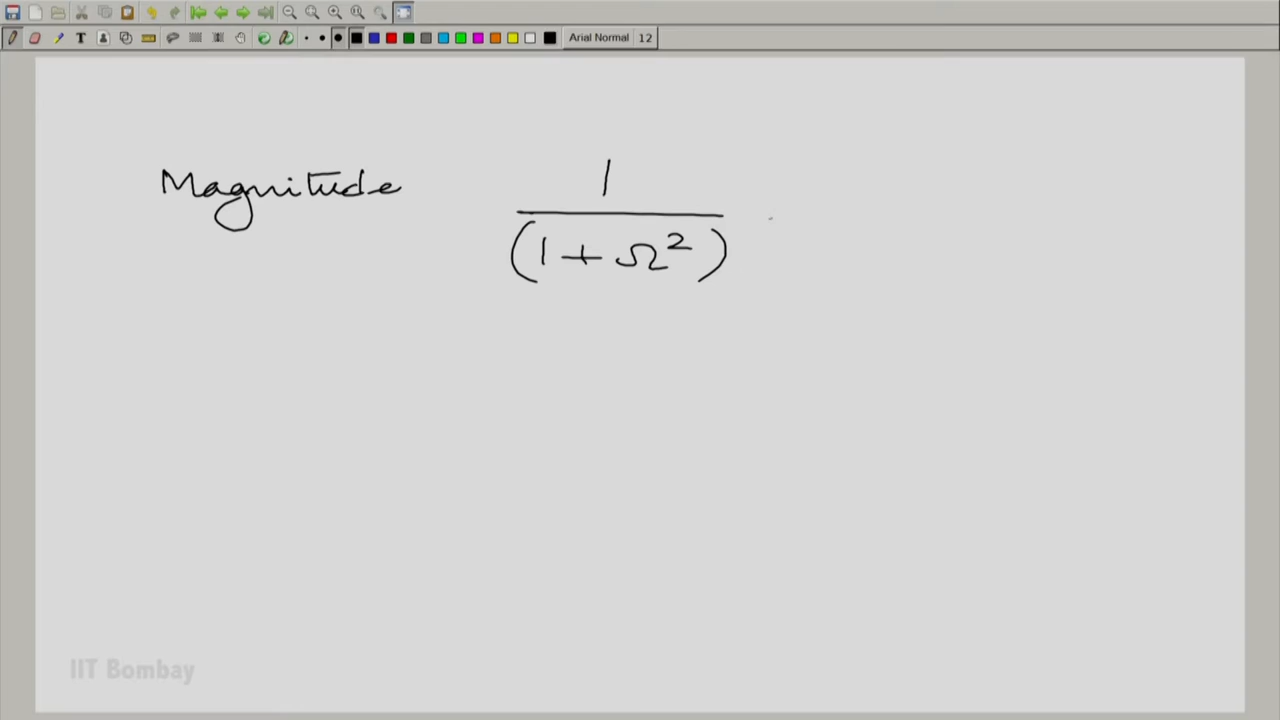 Arial Normal 12
Magnitude 1
(1 + Ω²)
IIT Bombay